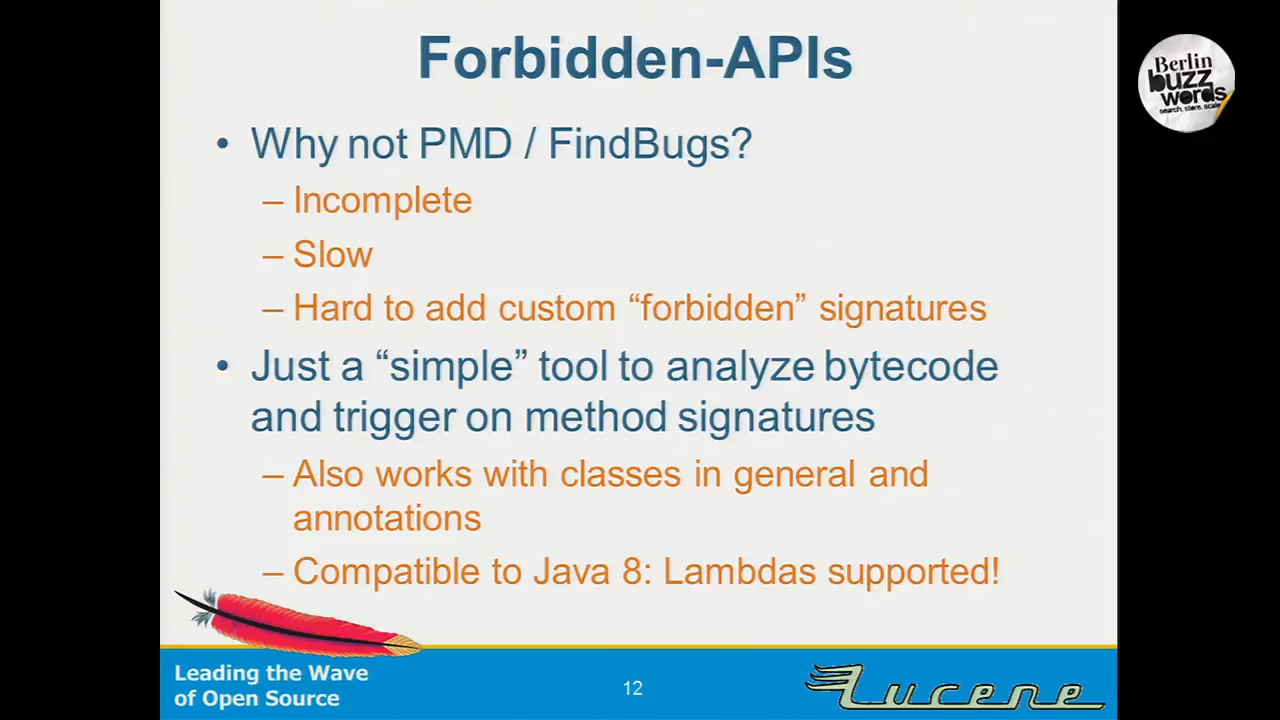 Forbidden-APIs
Berlin
buzz
words
search. store. scale.
• Why not PMD / FindBugs?
– Incomplete
– Slow
– Hard to add custom “forbidden” signatures
• Just a “simple” tool to analyze bytecode
and trigger on method signatures
– Also works with classes in general and
annotations
– Compatible to Java 8: Lambdas supported!
Leading the Wave
of Open Source
12
Lucene